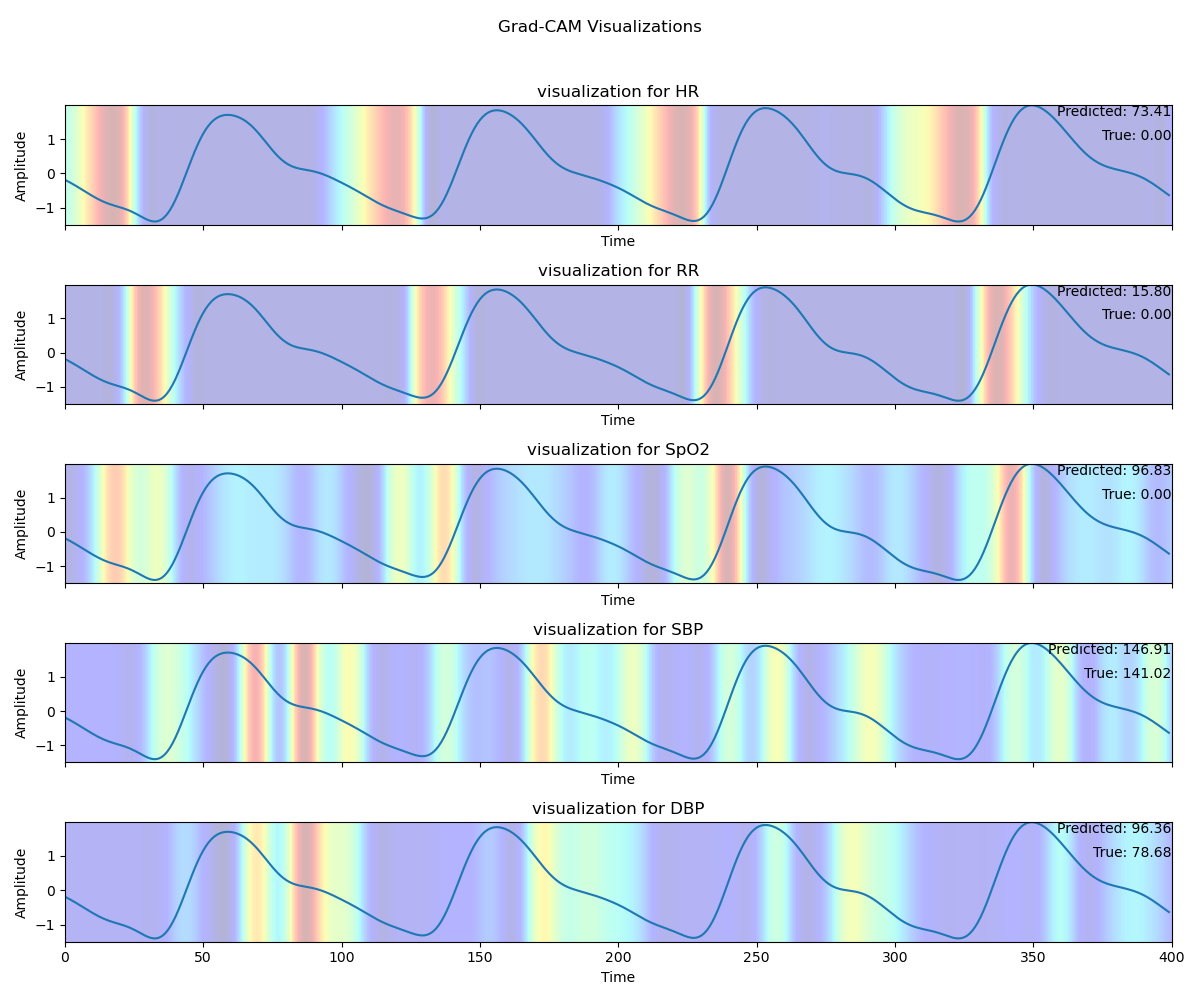 Grad-CAM Visualizations
visualization for HR
Predicted: 73.41
True: 0.00
1
0
−1
Amplitude
Time
visualization for RR
Predicted: 15.80
True: 0.00
1
0
−1
Amplitude
Time
visualization for SpO2
Predicted: 96.83
True: 0.00
1
0
−1
Amplitude
Time
visualization for SBP
Predicted: 146.91
True: 141.02
1
0
−1
Amplitude
Time
visualization for DBP
Predicted: 96.36
True: 78.68
1
0
−1
Amplitude
0 50 100 150 200 250 300 350 400
Time